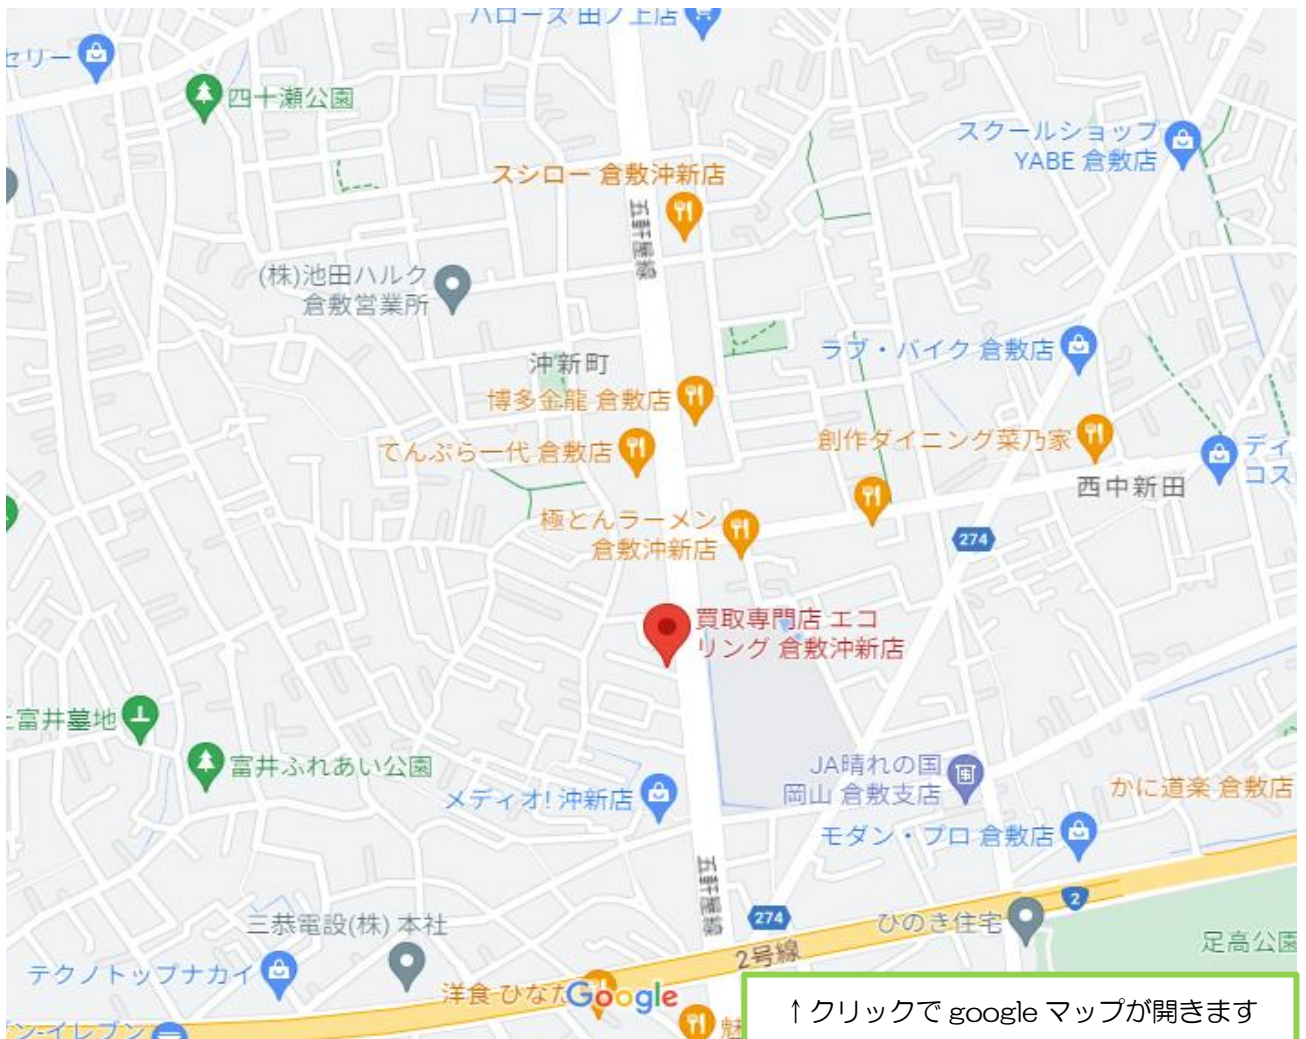 ハローズ 田ノ上店
セリー
四十瀬公園
スクールショップ
YABE 倉敷店
スシロー 倉敷沖新店
五軒屋線
(株)池田ハルク
倉敷営業所
ラブ・バイク 倉敷店
沖新町
博多金龍 倉敷店
創作ダイニング菜乃家
てんぷら一代 倉敷店
ディ
コス
西中新田
極とんラーメン
倉敷沖新店
274
買取専門店 エコ
リング 倉敷沖新店
上富井墓地
富井ふれあい公園
JA晴れの国
岡山 倉敷支店
メディオ! 沖新店
かに道楽 倉敷店
モダン・プロ 倉敷店
五軒屋線
2
274
三恭電設(株) 本社
ひのき住宅
足高公園
2号線
テクノトップナカイ
洋食 ひなた
Google
↑クリックで google マップが開きます
ン-イレブン
魅